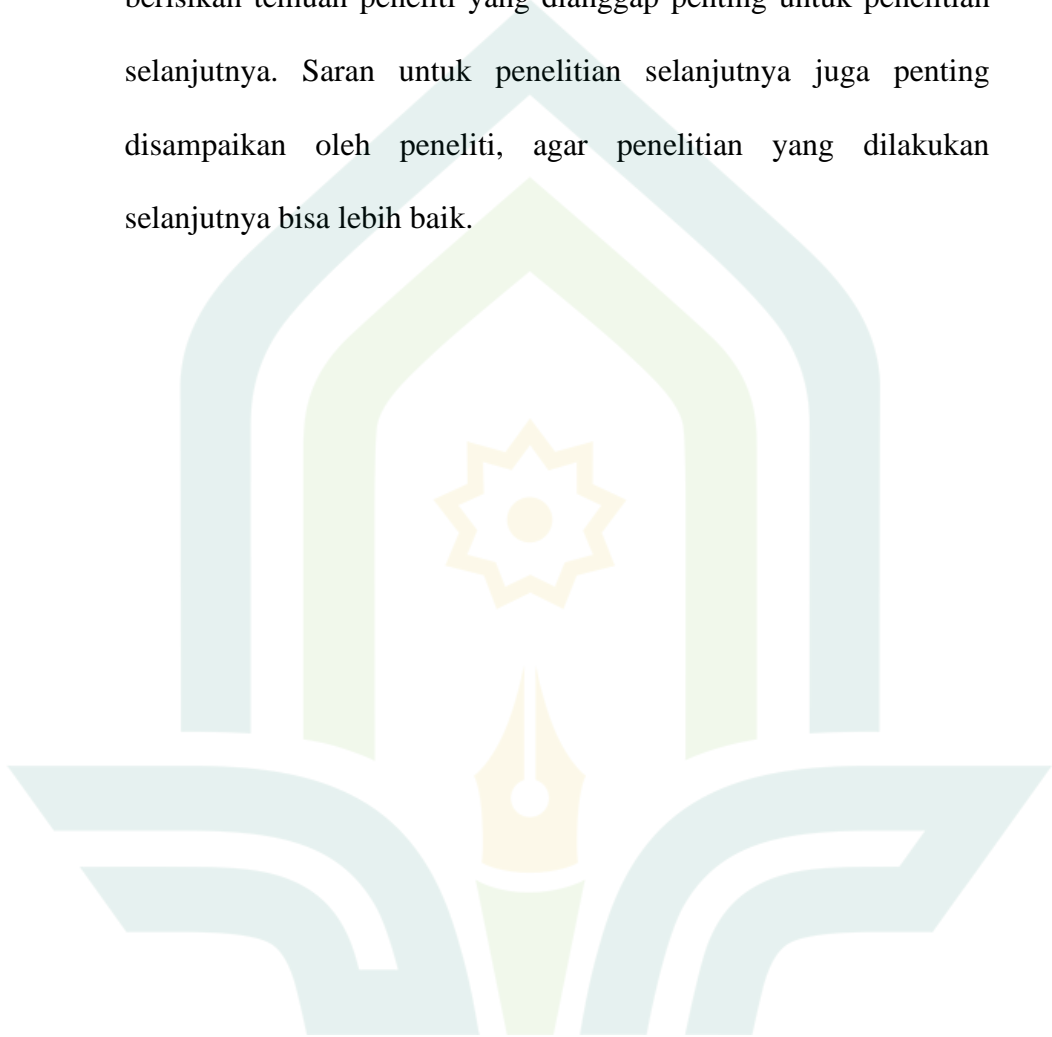 berisikan temuan peneliti yang dianggap penting untuk penelitian
selanjutnya. Saran untuk penelitian selanjutnya juga penting
disampaikan oleh peneliti, agar penelitian yang dilakukan
selanjutnya bisa lebih baik.